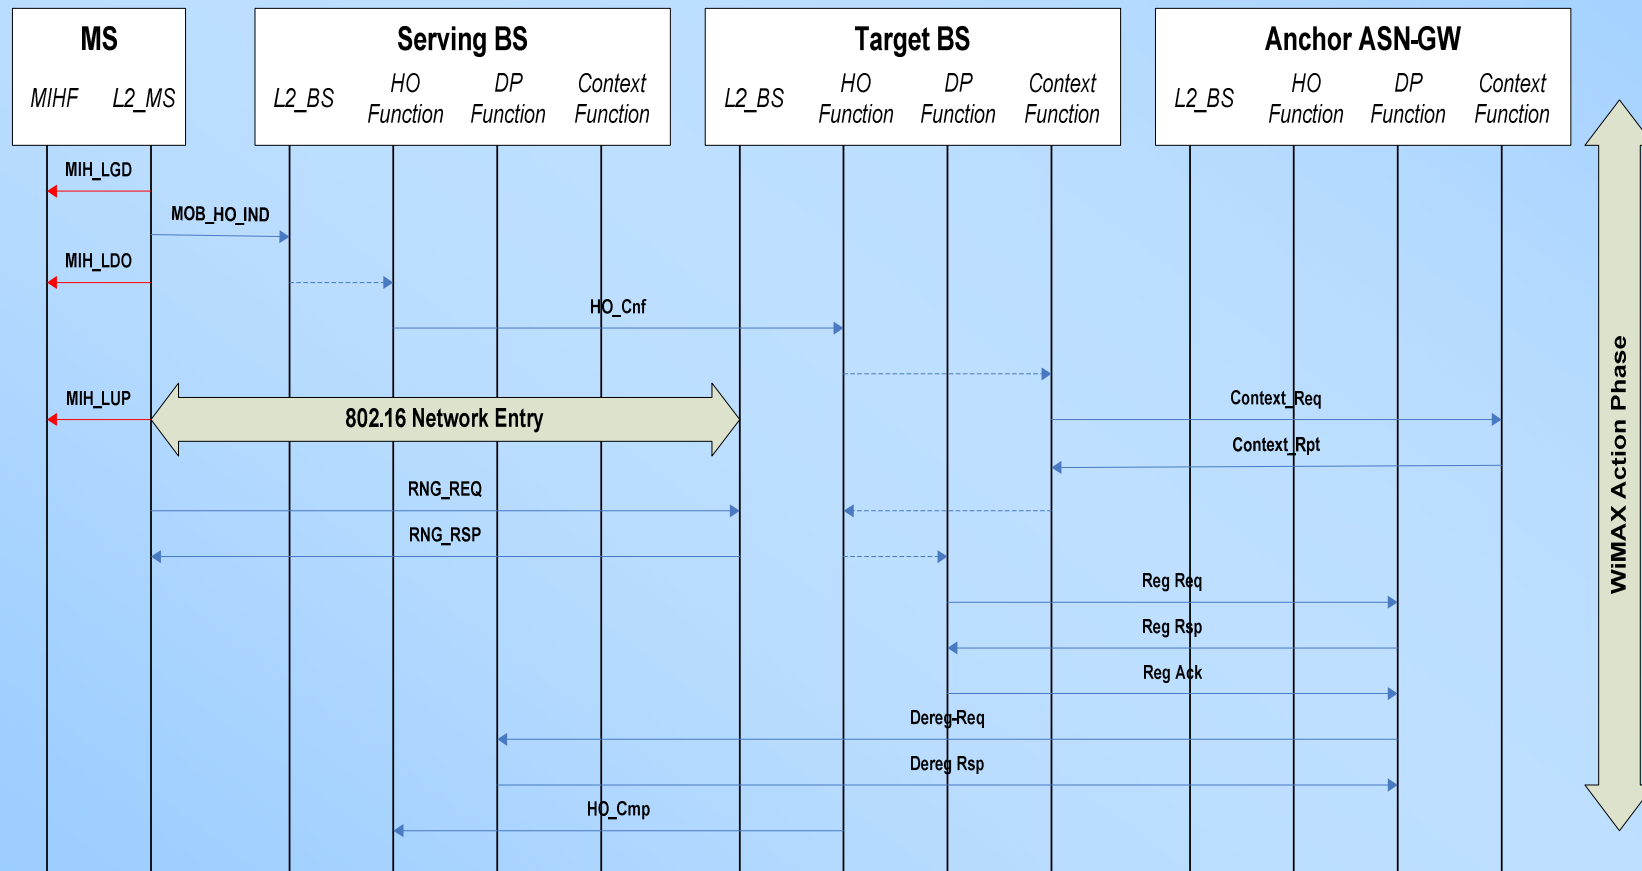 MS
Serving BS
Target BS
Anchor ASN-GW
MIHF
L2_MS
L2_BS
HO
Function
DP
Function
Context
Function
L2_BS
HO
Function
DP
Function
Context
Function
L2_BS
HO
Function
DP
Function
Context
Function
MIH_LGD
MOB_HO_IND
MIH_LDO
HO_Cnf
MIH_LUP
802.16 Network Entry
Context_Req
Context_Rpt
RNG_REQ
RNG_RSP
Reg Req
Reg Rsp
Reg Ack
Dereg-Req
Dereg Rsp
HO_Cmp
WiMAX Action Phase